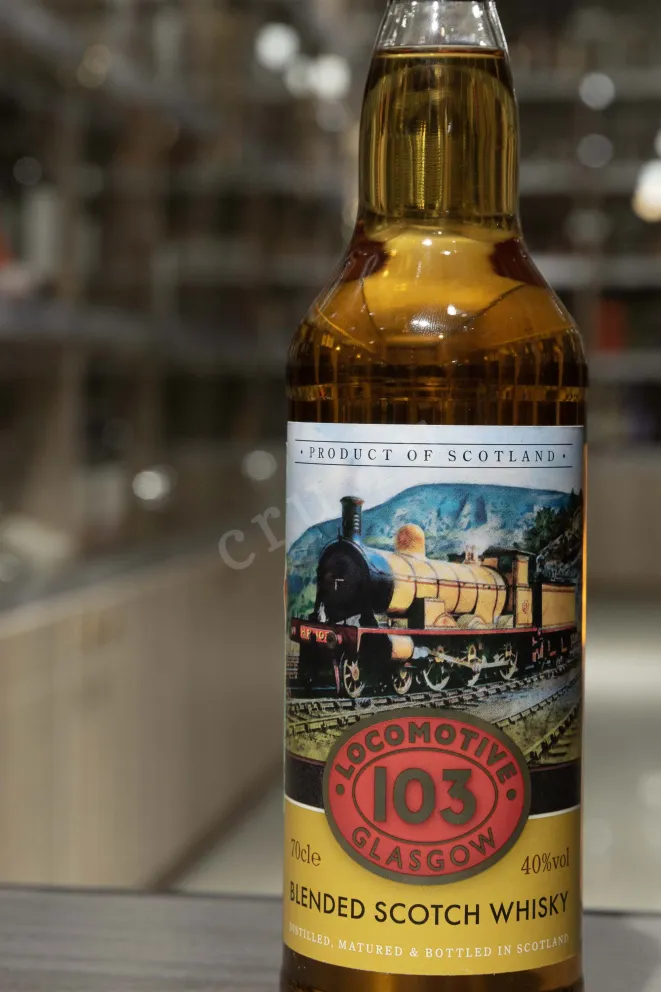 · PRODUCT OF SCOTLAND ·
· LOCOMOTIVE ·
103
GLASGOW
70cle
40%vol
BLENDED SCOTCH WHISKY
DISTILLED, MATURED & BOTTLED IN SCOTLAND